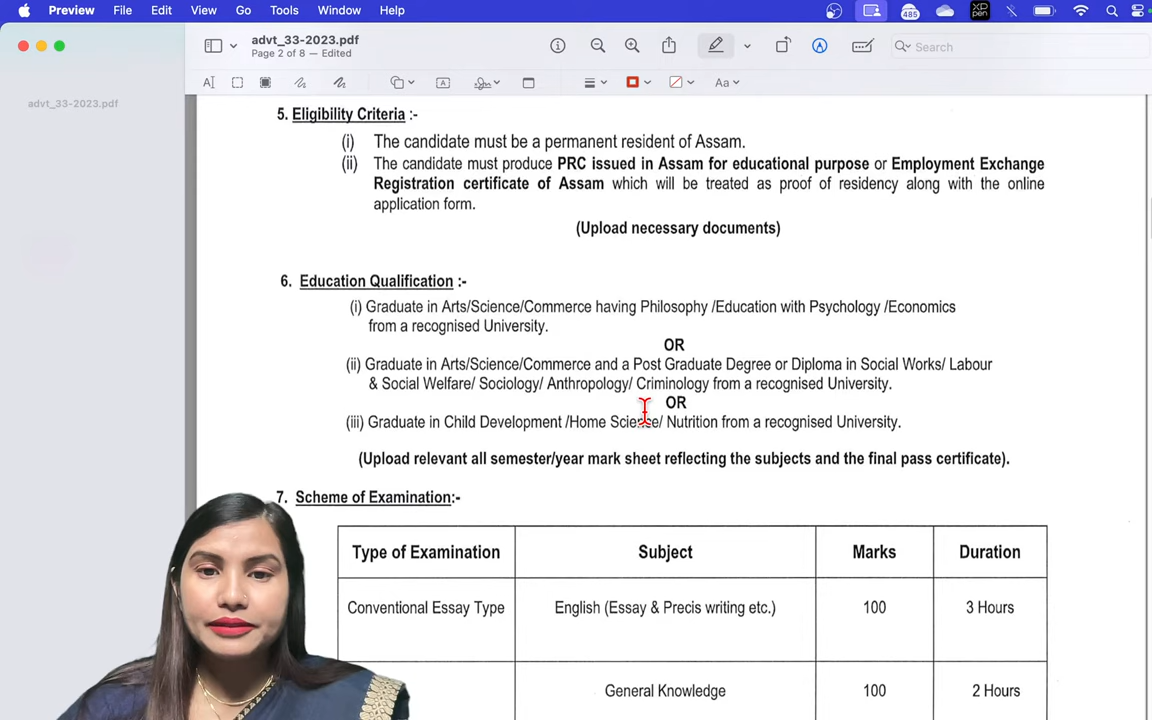 Preview File Edit View Go Tools Window Help
485
XP
pen
advt_33-2023.pdf
Page 2 of 8 — Edited
Search
advt_33-2023.pdf
5. Eligibility Criteria :-
(i) The candidate must be a permanent resident of Assam.
(ii) The candidate must produce PRC issued in Assam for educational purpose or Employment Exchange
Registration certificate of Assam which will be treated as proof of residency along with the online
application form.
(Upload necessary documents)
6. Education Qualification :-
(i) Graduate in Arts/Science/Commerce having Philosophy /Education with Psychology /Economics
from a recognised University.
OR
(ii) Graduate in Arts/Science/Commerce and a Post Graduate Degree or Diploma in Social Works/ Labour
& Social Welfare/ Sociology/ Anthropology/ Criminology from a recognised University.
OR
(iii) Graduate in Child Development /Home Science/ Nutrition from a recognised University.
(Upload relevant all semester/year mark sheet reflecting the subjects and the final pass certificate).
7. Scheme of Examination:-
Type of Examination Subject Marks Duration
Conventional Essay Type English (Essay & Precis writing etc.) 100 3 Hours
General Knowledge 100 2 Hours